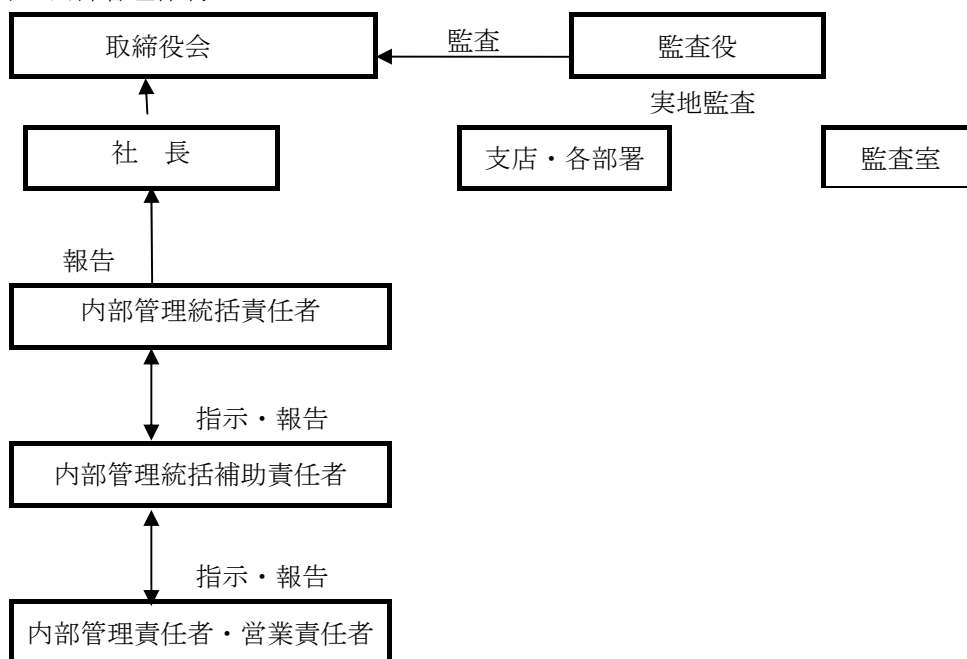 取締役会
監査
監査役
実地監査
社　長
支店・各部署
監査室
報告
内部管理統括責任者
指示・報告
内部管理統括補助責任者
指示・報告
内部管理責任者・営業責任者